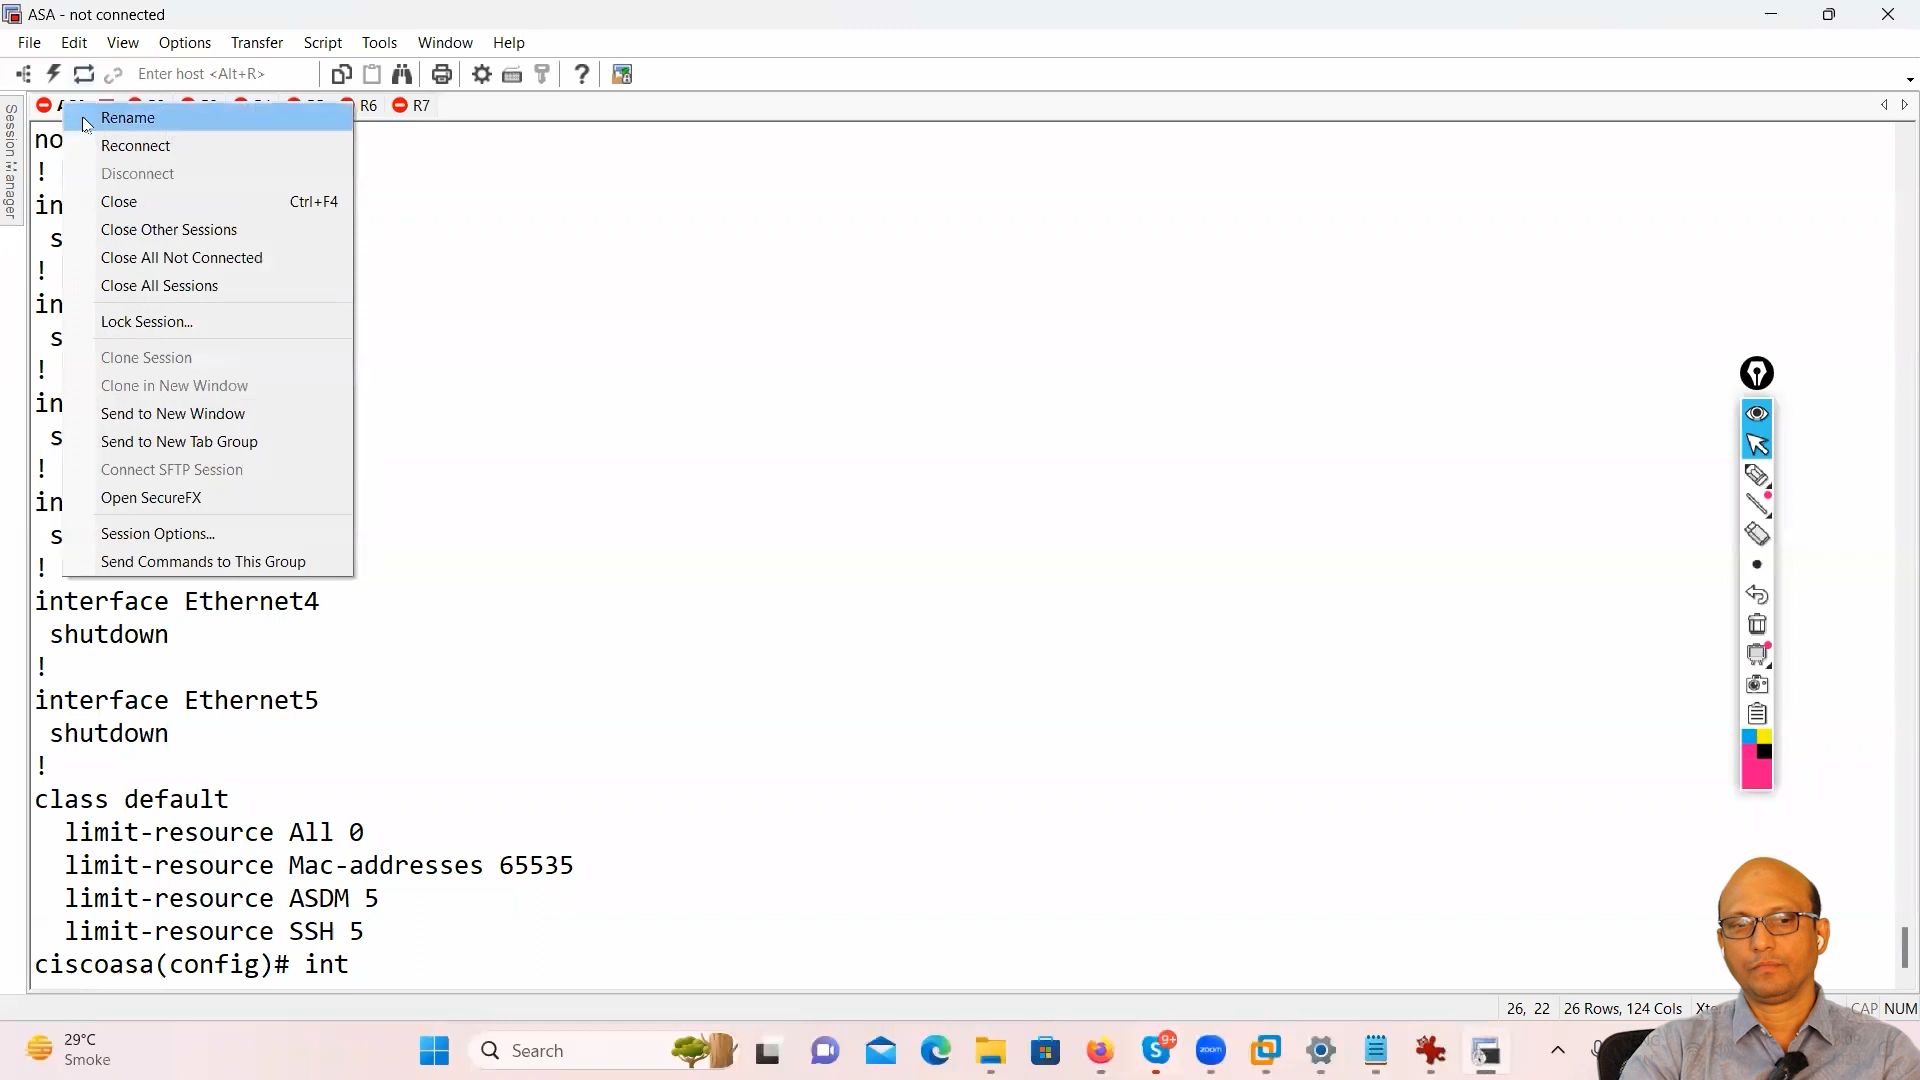 ASA - not connected
File Edit View Options Transfer Script Tools Window Help
Enter host <Alt+R>
R6 R7
Session Manager
Rename
Reconnect
Disconnect
Close Ctrl+F4
Close Other Sessions
Close All Not Connected
Close All Sessions
Lock Session...
Clone Session
Clone in New Window
Send to New Window
Send to New Tab Group
Connect SFTP Session
Open SecureFX
Session Options...
Send Commands to This Group
no
!
in
s
!
in
s
!
in
s
!
in
s
!
interface Ethernet4
shutdown
!
interface Ethernet5
shutdown
!
class default
limit-resource All 0
limit-resource Mac-addresses 65535
limit-resource ASDM 5
limit-resource SSH 5
ciscoasa(config)# int
26, 22 26 Rows, 124 Cols CAP NUM
29°C
Smoke
Search
9+
zoom